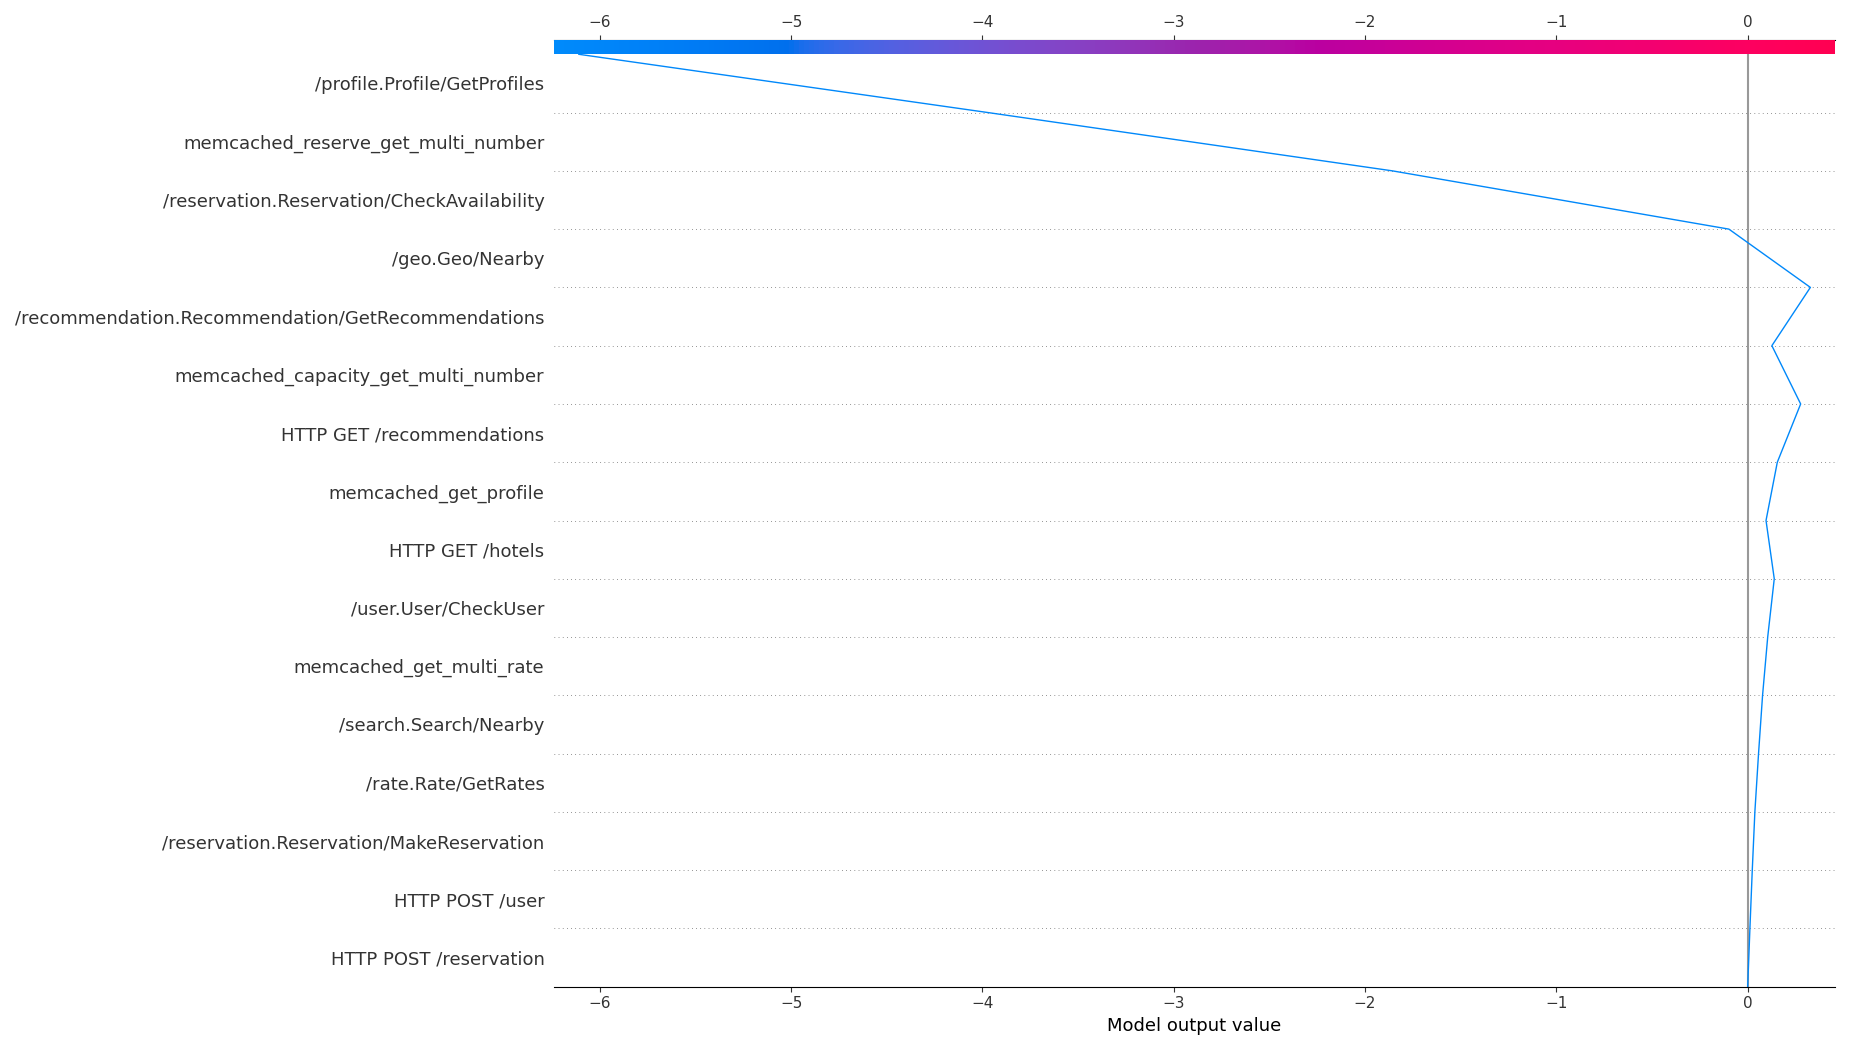 −6 −5 −4 −3 −2 −1 0
/profile.Profile/GetProfiles
memcached_reserve_get_multi_number
/reservation.Reservation/CheckAvailability
/geo.Geo/Nearby
/recommendation.Recommendation/GetRecommendations
memcached_capacity_get_multi_number
HTTP GET /recommendations
memcached_get_profile
HTTP GET /hotels
/user.User/CheckUser
memcached_get_multi_rate
/search.Search/Nearby
/rate.Rate/GetRates
/reservation.Reservation/MakeReservation
HTTP POST /user
HTTP POST /reservation
−6 −5 −4 −3 −2 −1 0
Model output value